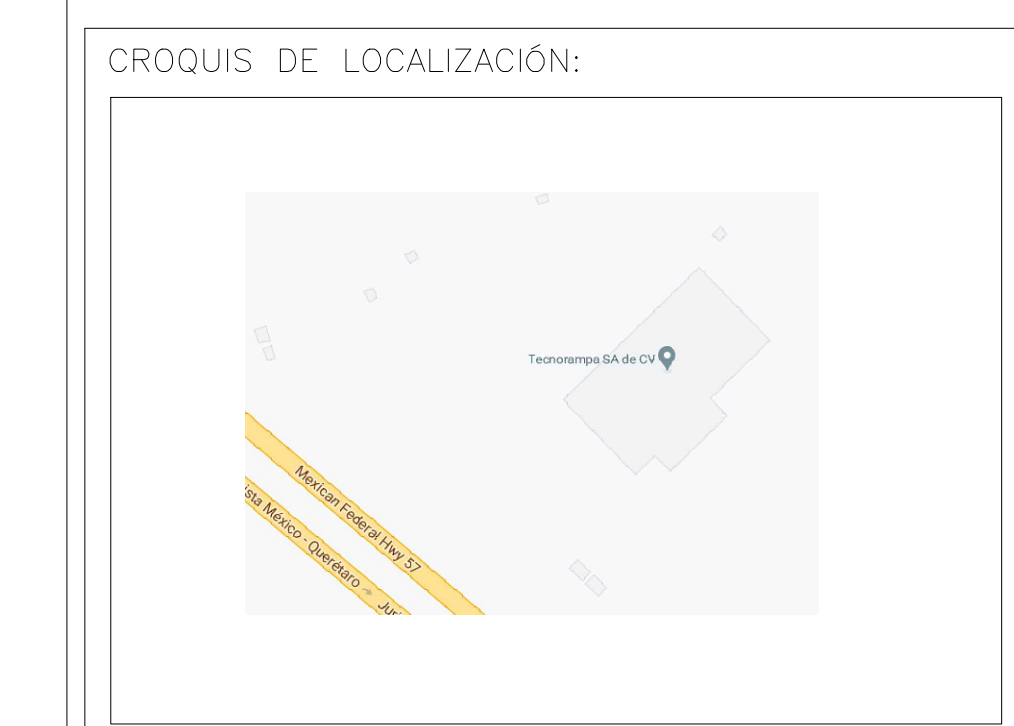 CROQUIS DE LOCALIZACIÓN:
Tecnorampa SA de CV
Mexican Federal Hwy 57
ista México - Querétaro